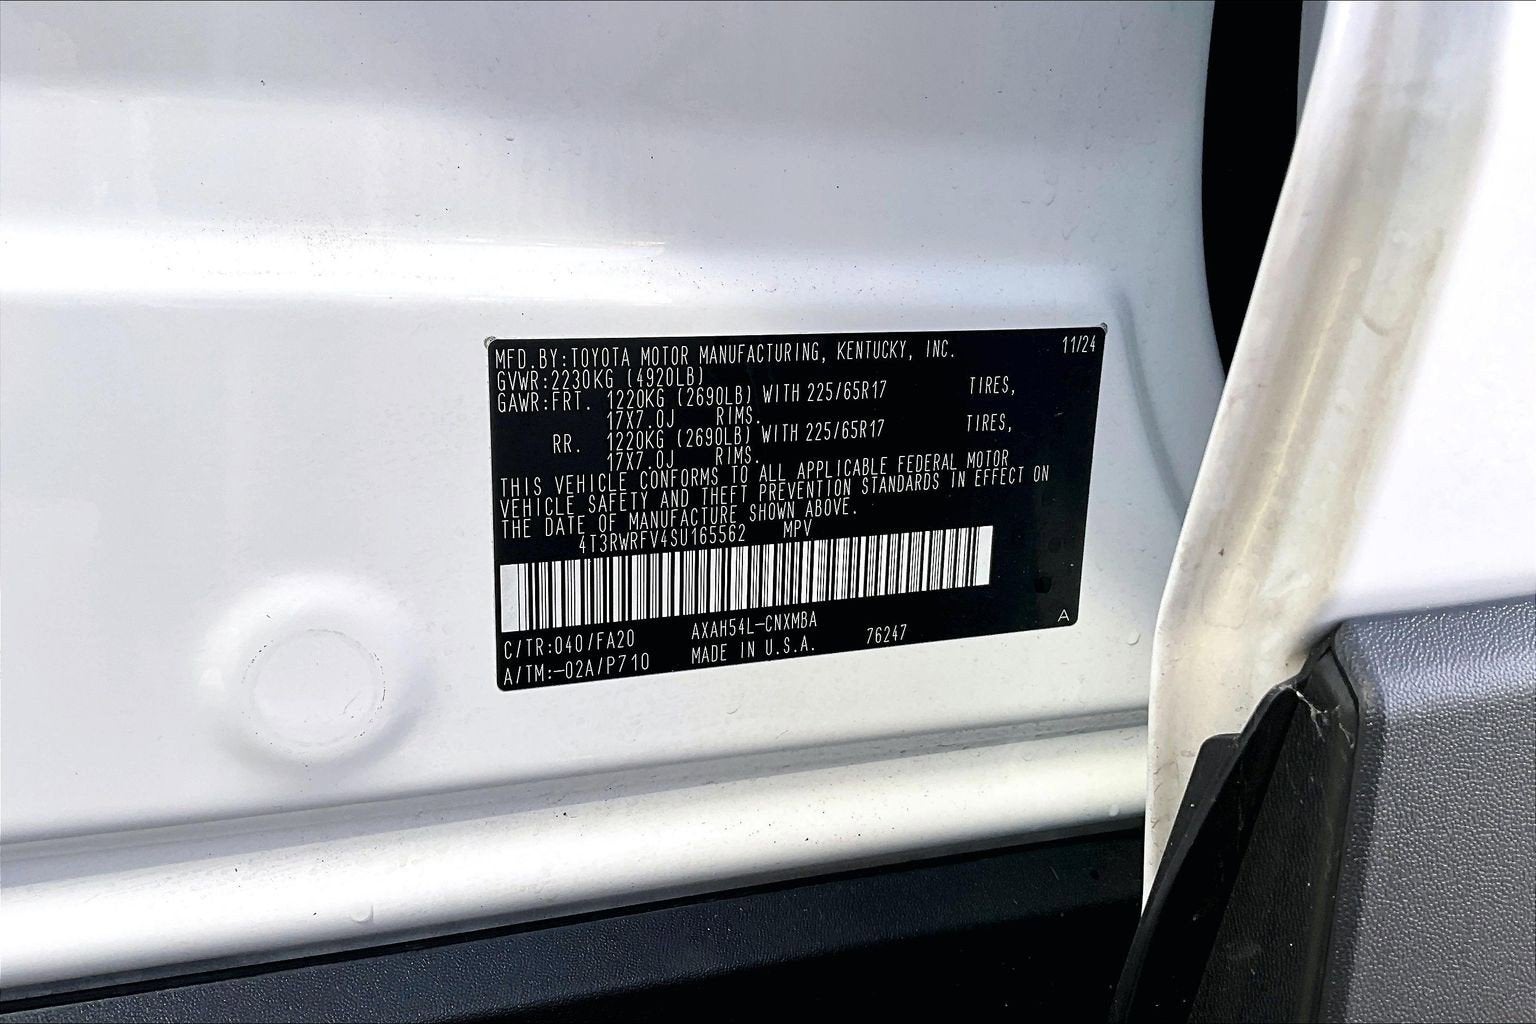 MFD.BY:TOYOTA MOTOR MANUFACTURING, KENTUCKY, INC. 11/24
GVWR:2230KG (4920LB)
GAWR:FRT. 1220KG (2690LB) WITH 225/65R17 TIRES,
17X7.0J RIMS.
RR. 1220KG (2690LB) WITH 225/65R17 TIRES,
17X7.0J RIMS.
THIS VEHICLE CONFORMS TO ALL APPLICABLE FEDERAL MOTOR
VEHICLE SAFETY AND THEFT PREVENTION STANDARDS IN EFFECT ON
THE DATE OF MANUFACTURE SHOWN ABOVE.
4T3RWRFV4SU165562 MPV
C/TR:040/FA20 AXAH54L-CNXMBA 76247 A
A/TM:-02A/P710 MADE IN U.S.A.